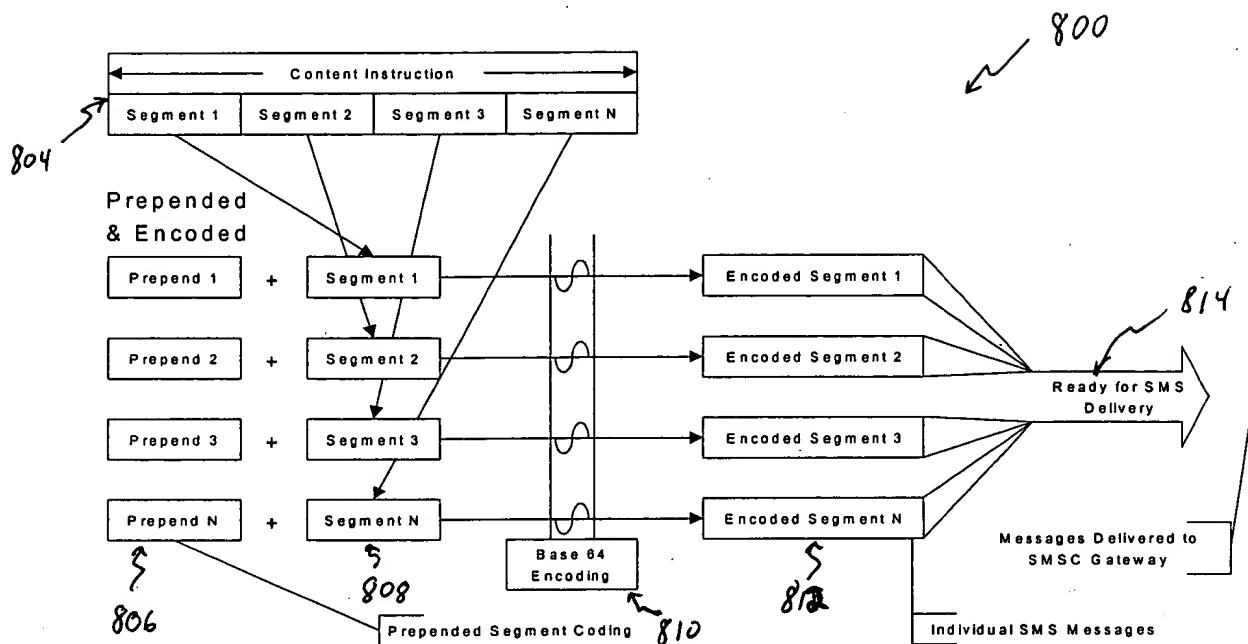 800
Content Instruction
Segment 1 Segment 2 Segment 3 Segment N
804
Prepended
& Encoded
Prepend 1 + Segment 1 Encoded Segment 1
814
Prepend 2 + Segment 2 Encoded Segment 2
Ready for SMS
Delivery
Prepend 3 + Segment 3 Encoded Segment 3
Prepend N + Segment N Encoded Segment N
Base 64
Encoding
Messages Delivered to
SMSC Gateway
806
808
810
812
Prepended Segment Coding
Individual SMS Messages